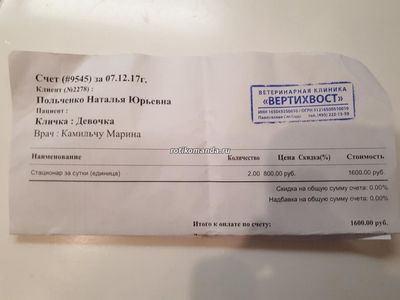 Счет (#9545) за 07.12.17г.
Клиент (№2278) :
Польченко Наталья Юрьевна
Пациент :
Кличка : Девочка
Врач : Камильчу Марина
ВЕТЕРИНАРНАЯ КЛИНИКА
«ВЕРТИХВОСТ»
rotikomanda.ru
Наименование Количество Цена Скидка(%) Стоимость
Стационар за сутки (единица) 2.00 800.00 руб. 1600.00 руб.
Скидка на общую сумму счета: 0.00%
Надбавка на общую сумму счета: 0.00%
Итого к оплате по счету: 1600.00 руб.